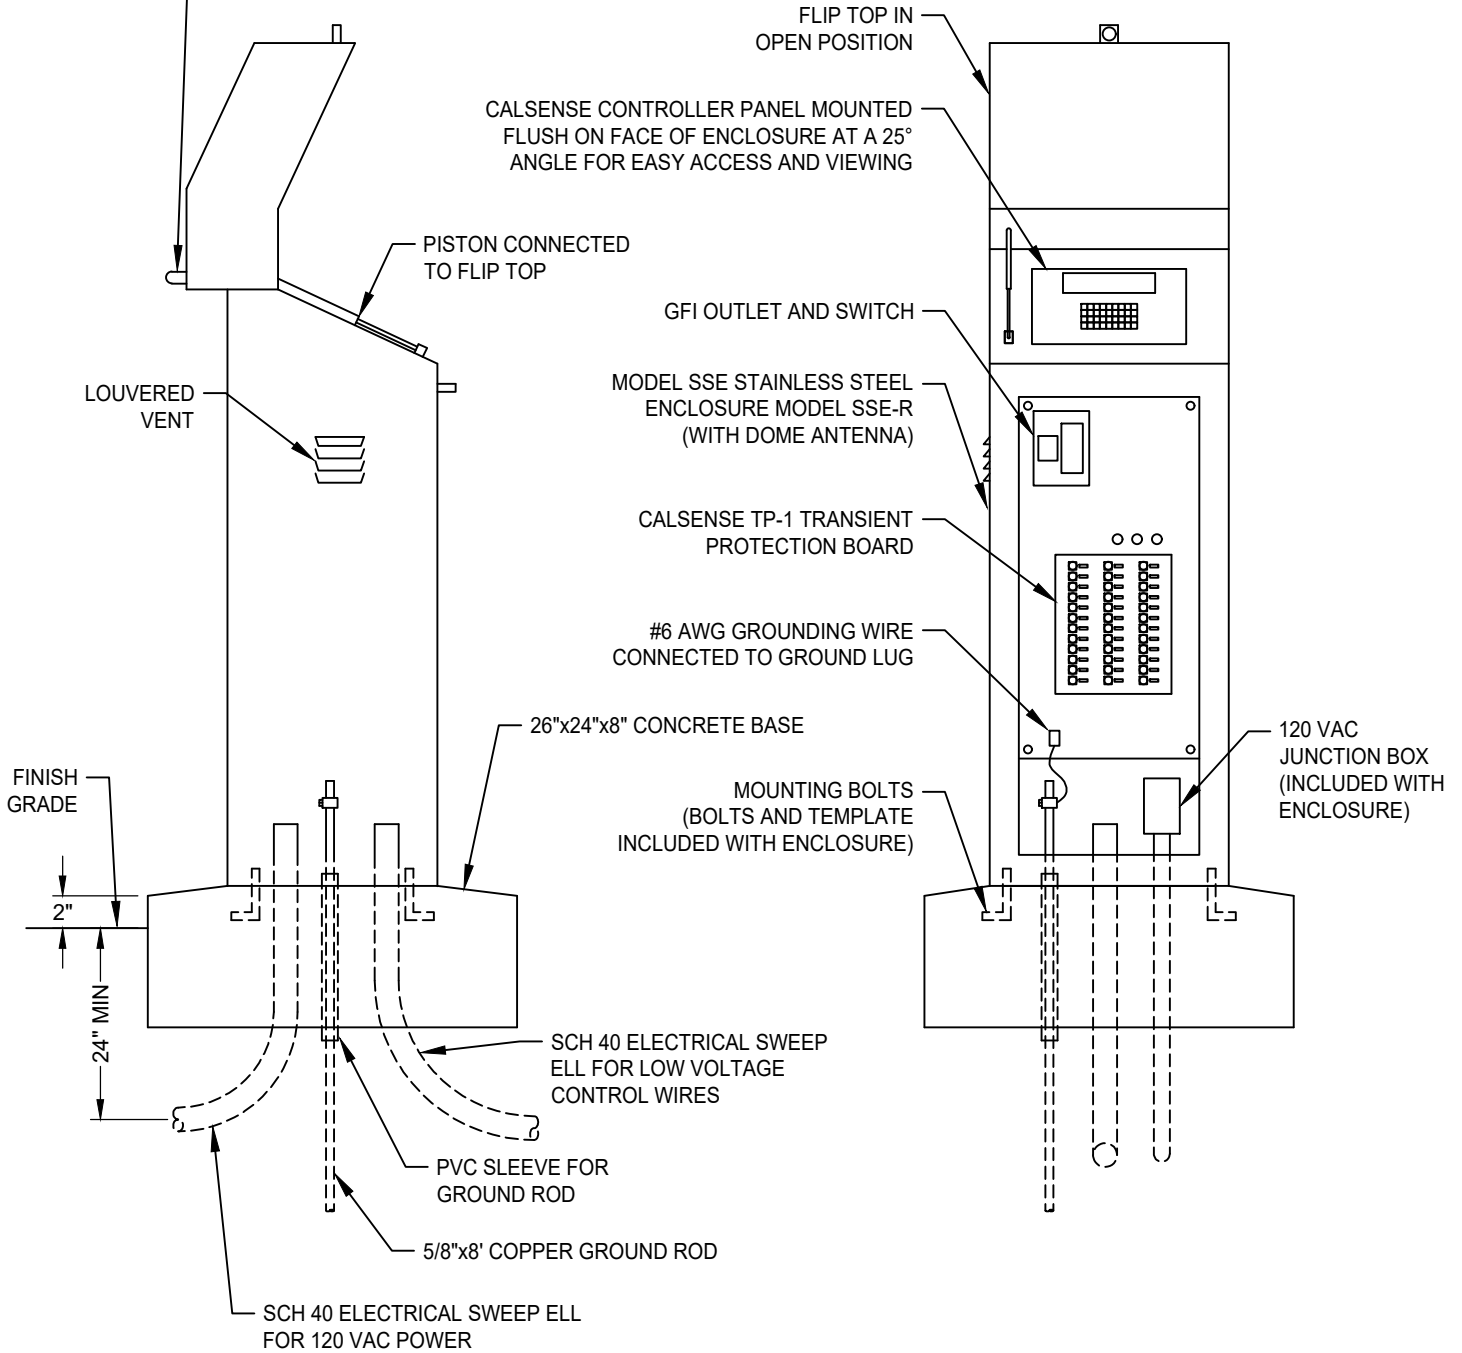 FLIP TOP IN
OPEN POSITION
CALSENSE CONTROLLER PANEL MOUNTED
FLUSH ON FACE OF ENCLOSURE AT A 25°
ANGLE FOR EASY ACCESS AND VIEWING
PISTON CONNECTED
TO FLIP TOP
GFI OUTLET AND SWITCH
LOUVERED
VENT
MODEL SSE STAINLESS STEEL
ENCLOSURE MODEL SSE-R
(WITH DOME ANTENNA)
CALSENSE TP-1 TRANSIENT
PROTECTION BOARD
#6 AWG GROUNDING WIRE
CONNECTED TO GROUND LUG
26"x24"x8" CONCRETE BASE
120 VAC
JUNCTION BOX
(INCLUDED WITH
ENCLOSURE)
FINISH
GRADE
MOUNTING BOLTS
(BOLTS AND TEMPLATE
INCLUDED WITH ENCLOSURE)
2"
24" MIN
SCH 40 ELECTRICAL SWEEP
ELL FOR LOW VOLTAGE
CONTROL WIRES
PVC SLEEVE FOR
GROUND ROD
5/8"x8' COPPER GROUND ROD
SCH 40 ELECTRICAL SWEEP ELL
FOR 120 VAC POWER